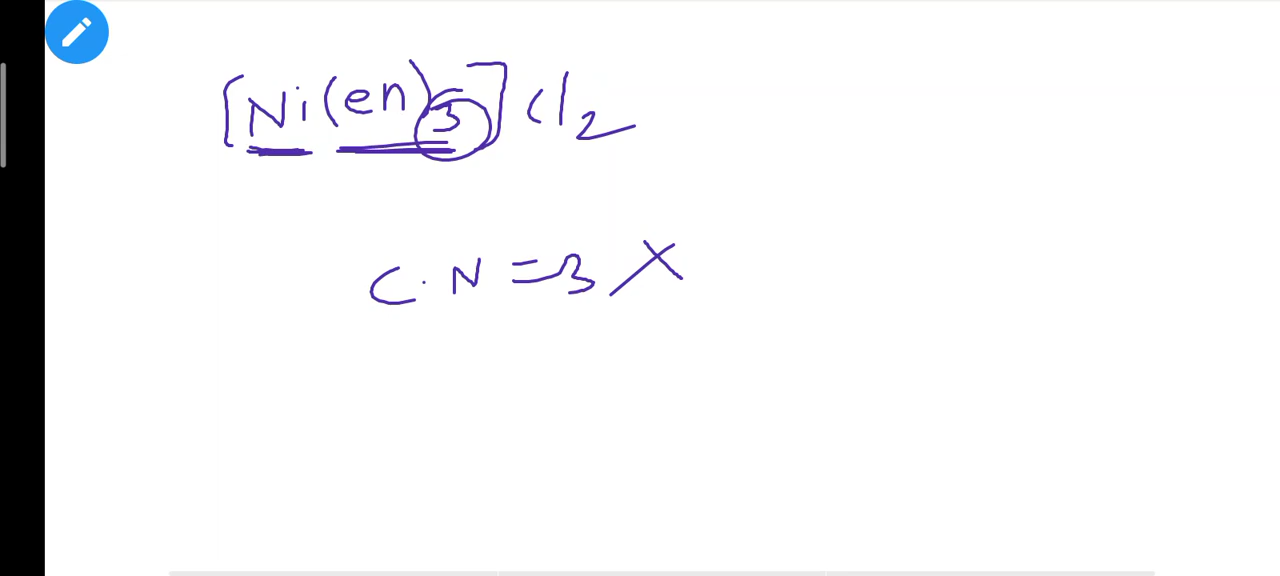 [Ni(en)3]Cl2
C.N = 3 X